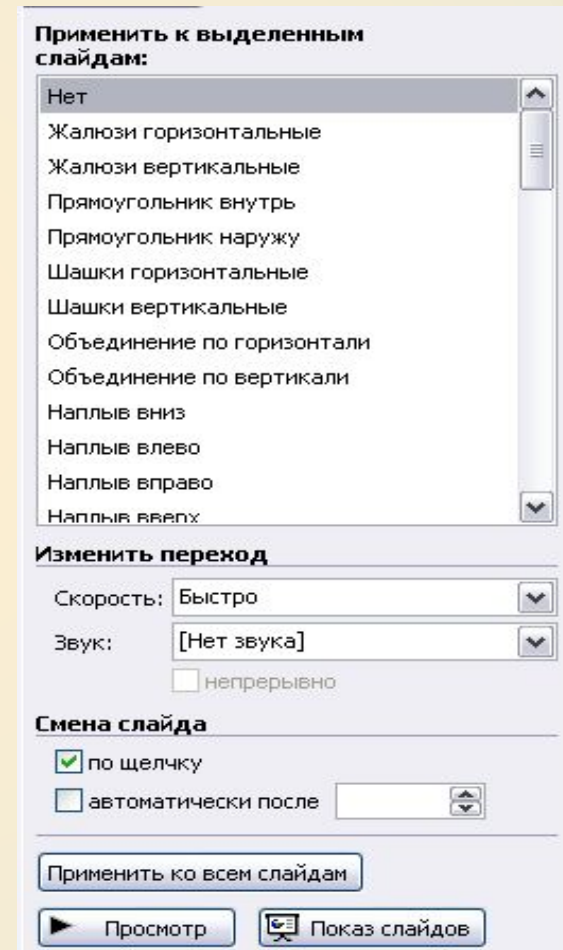 Применить к выделенным
слайдам:
Нет
Жалюзи горизонтальные
Жалюзи вертикальные
Прямоугольник внутрь
Прямоугольник наружу
Шашки горизонтальные
Шашки вертикальные
Объединение по горизонтали
Объединение по вертикали
Наплыв вниз
Наплыв влево
Наплыв вправо
Наплыв вверх
Изменить переход
Скорость: Быстро
Звук: [Нет звука]
непрерывно
Смена слайда
по щелчку
автоматически после
Применить ко всем слайдам
Просмотр Показ слайдов